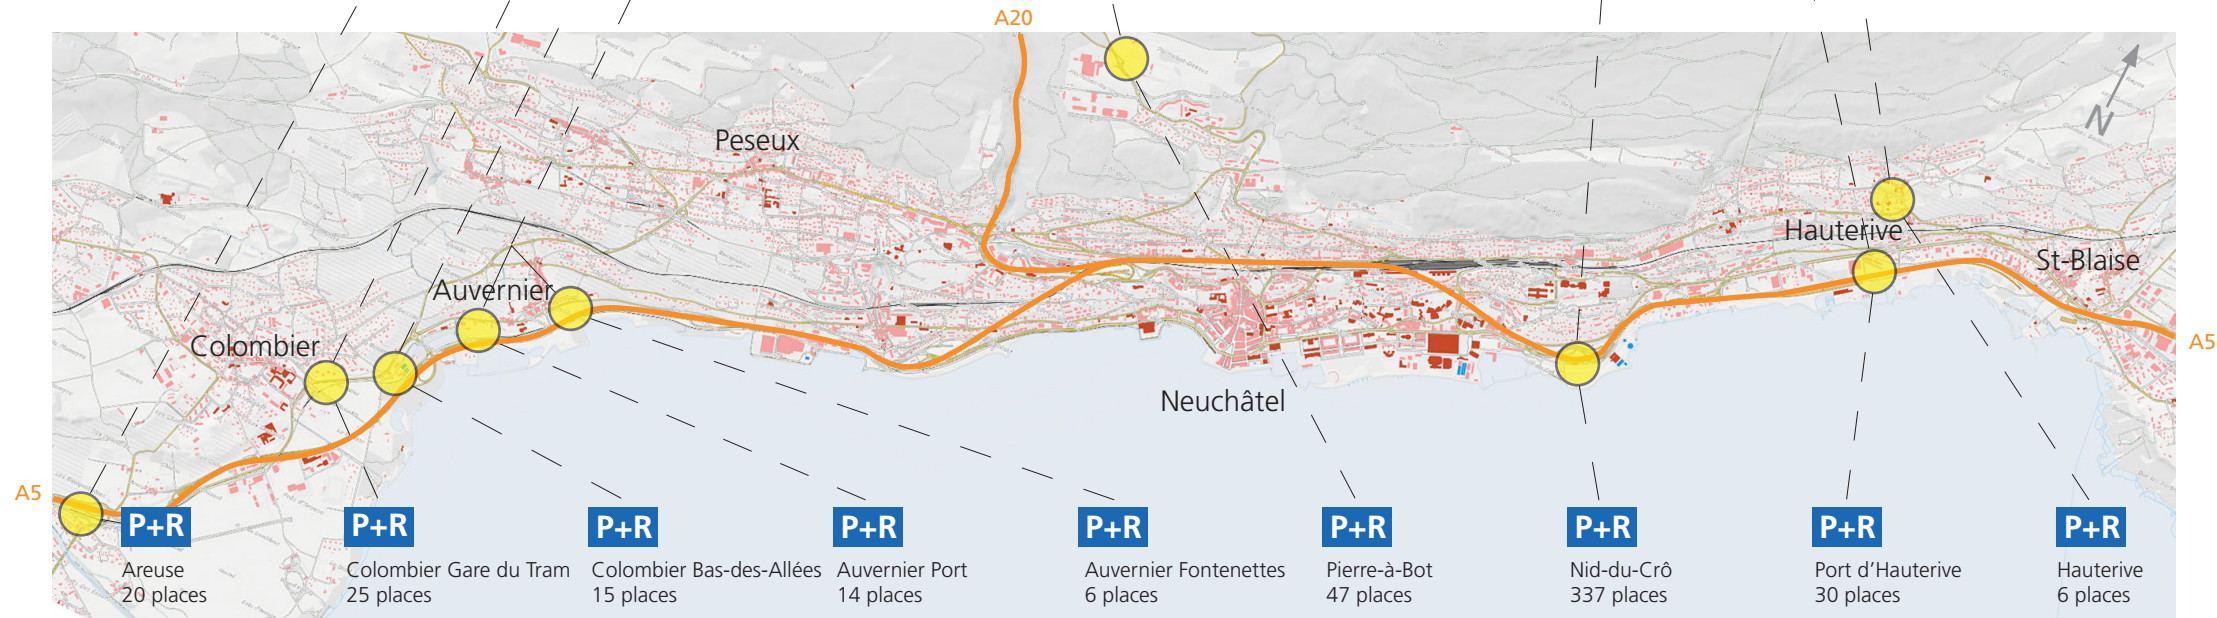 A20
N
Peseux
Hauterive
St-Blaise
Auvernier
Colombier
A5
Neuchâtel
A5
P+R
Areuse
20 places
P+R
Colombier Gare du Tram
25 places
P+R
Colombier Bas-des-Allées
15 places
P+R
Auvernier Port
14 places
P+R
Auvernier Fontenettes
6 places
P+R
Pierre-à-Bot
47 places
P+R
Nid-du-Crô
337 places
P+R
Port d’Hauterive
30 places
P+R
Hauterive
6 places